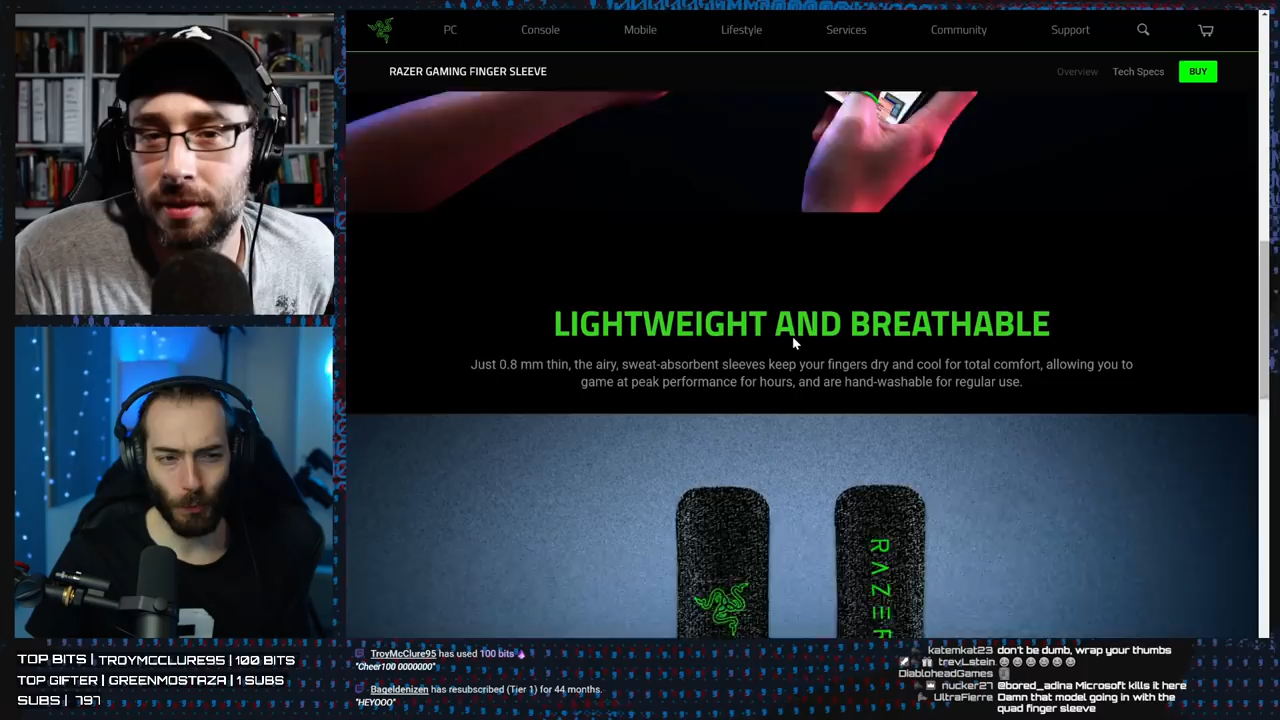 PC Console Mobile Lifestyle Services Community Support
RAZER GAMING FINGER SLEEVE
Overview Tech Specs BUY
LIGHTWEIGHT AND BREATHABLE
Just 0.8 mm thin, the airy, sweat-absorbent sleeves keep your fingers dry and cool for total comfort, allowing you to
game at peak performance for hours, and are hand-washable for regular use.
RAZER
TOP BITS | TROYMCCLURE95 | 100 BITS
TOP GIFTER | GREENMOSTAZA | 1 SUBS
SUBS | 797
TroyMcClure95 has used 100 bits
"Cheer100 0000000"
Bageldenizen has resubscribed (Tier 1) for 44 months.
"HEYOOO"
katemkat23 don't be dumb, wrap your thumbs
trevl_stein
DiabloheadGames
nucker27 @bored_adina Microsoft kills it here
UltraPierre Damn that model going in with the
quad finger sleeve